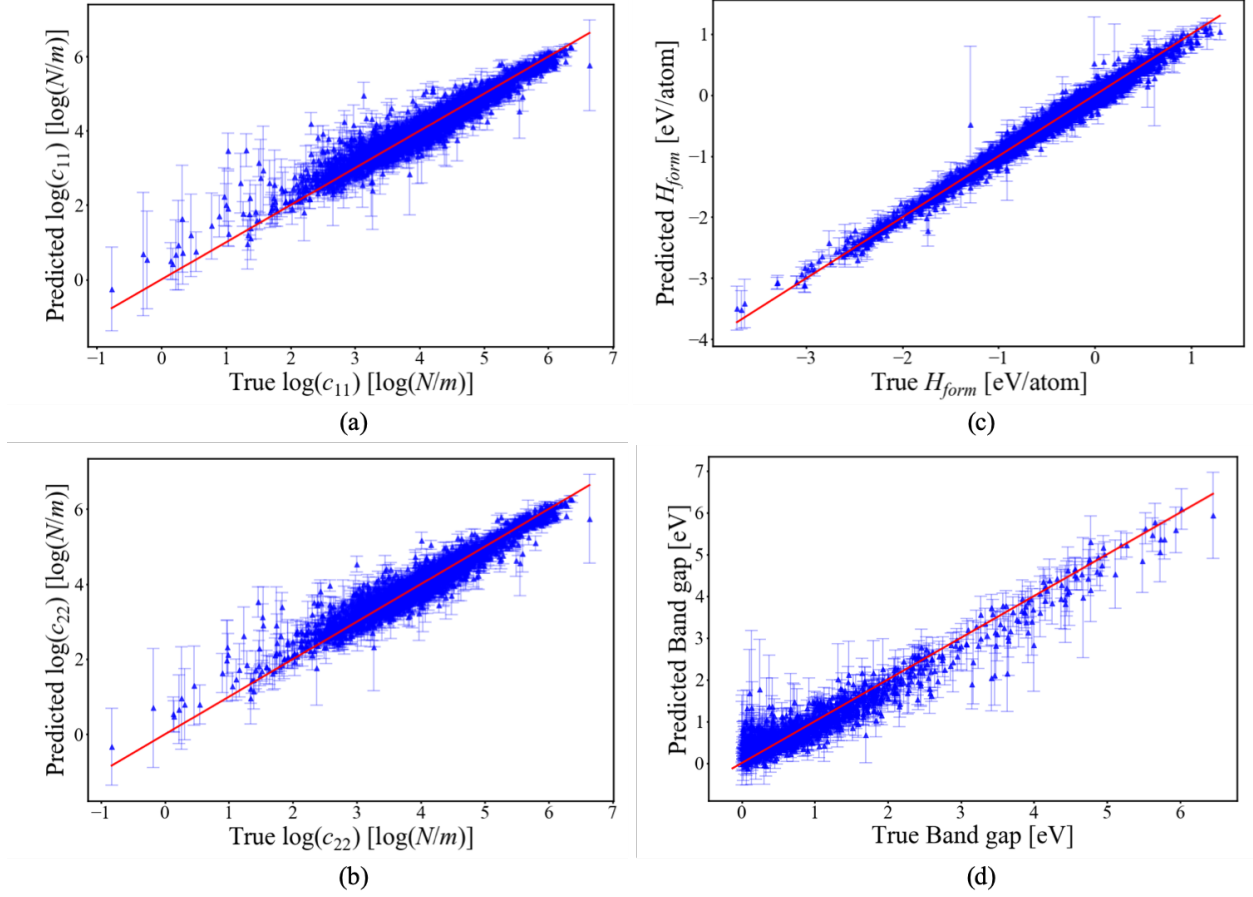 6
4
2
0
Predicted log(c11) [log(N/m)]
−1 0 1 2 3 4 5 6 7
True log(c11) [log(N/m)]
(a)
1
0
−1
−2
−3
−4
Predicted Hform [eV/atom]
−3 −2 −1 0 1
True Hform [eV/atom]
(c)
6
4
2
0
Predicted log(c22) [log(N/m)]
−1 0 1 2 3 4 5 6 7
True log(c22) [log(N/m)]
(b)
7
6
5
4
3
2
1
0
Predicted Band gap [eV]
0 1 2 3 4 5 6
True Band gap [eV]
(d)